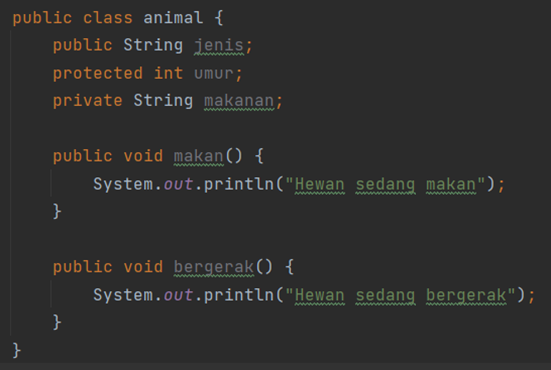 public class animal {
public String jenis;
protected int umur;
private String makanan;
public void makan() {
System.out.println("Hewan sedang makan");
}
public void bergerak() {
System.out.println("Hewan sedang bergerak");
}
}